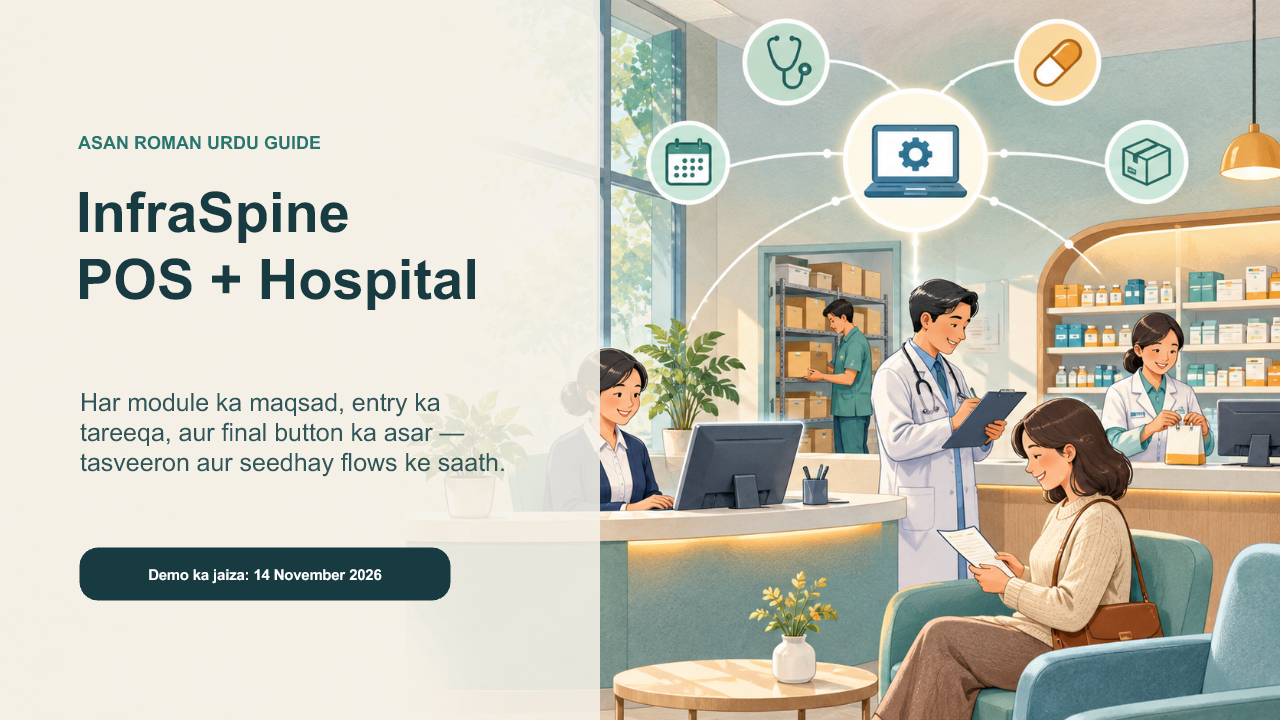 ASAN ROMAN URDU GUIDE
InfraSpine
POS + Hospital
Har module ka maqsad, entry ka
tareeqa, aur final button ka asar —
tasveeron aur seedhay flows ke saath.
Demo ka jaiza: 14 November 2026